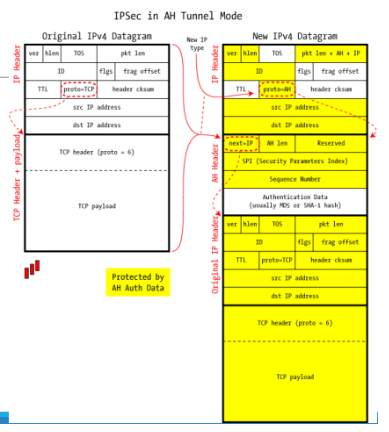 IPSec in AH Tunnel Mode
Original IPv4 Datagram
IP Header
ver hlen TOS pkt len
ID flgs frag offset
TTL proto=TCP header cksum
src IP address
dst IP address
TCP Header + payload
TCP header (proto = 6)
TCP payload
New IP
type
Protected by
AH Auth Data
New IPv4 Datagram
IP Header
ver hlen TOS pkt len + AH + IP
ID flgs frag offset
TTL proto=AH header cksum
src IP address
dst IP address
AH Header
next=IP AH len Reserved
SPI (Security Parameters Index)
Sequence Number
Authentication Data
(usually MD5 or SHA-1 hash)
Original IP Header
ver hlen TOS pkt len
ID flgs frag offset
TTL proto=TCP header cksum
src IP address
dst IP address
TCP header (proto = 6)
TCP payload